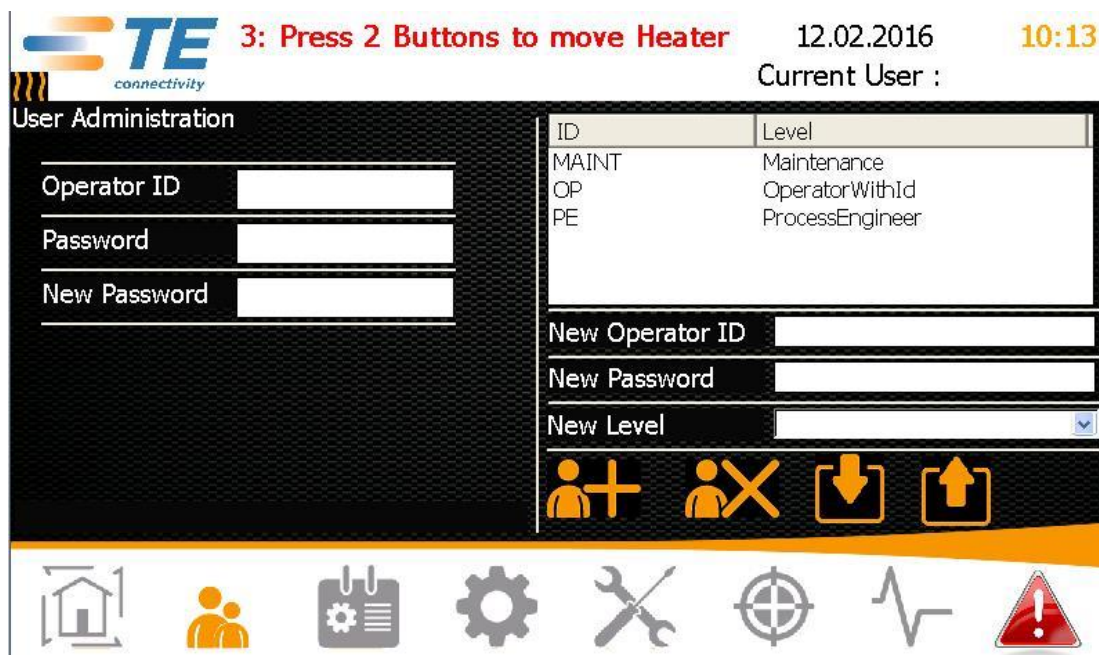 TE
connectivity
3: Press 2 Buttons to move Heater
12.02.2016
10:13
Current User :
User Administration
Operator ID
Password
New Password
ID Level
MAINT Maintenance
OP OperatorWithId
PE ProcessEngineer
New Operator ID
New Password
New Level